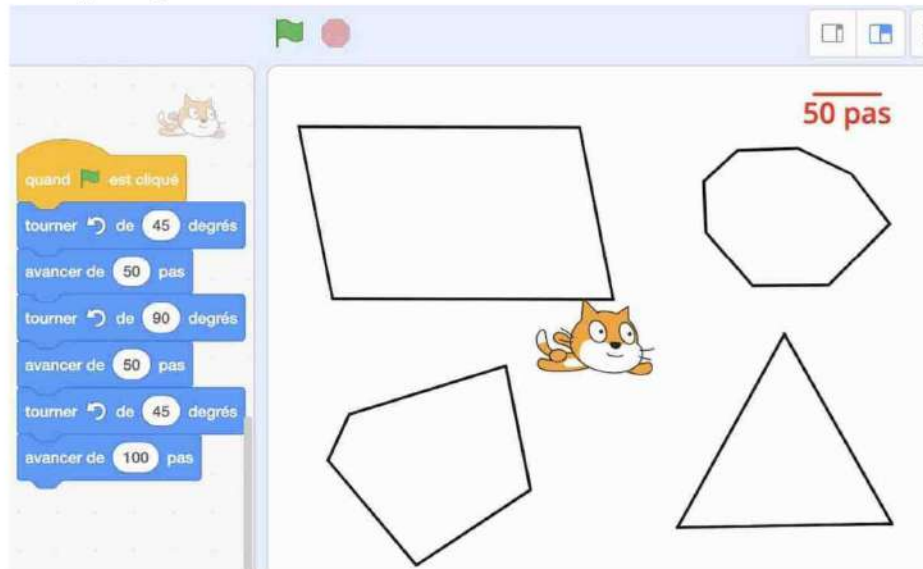 50 pas
quand est cliqué
tourner de 45 degrés
avancer de 50 pas
tourner de 90 degrés
avancer de 50 pas
tourner de 45 degrés
avancer de 100 pas